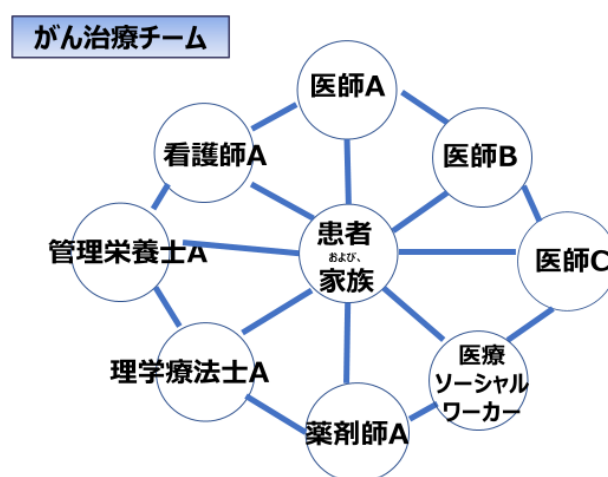 がん治療チーム
医師A
看護師A
医師B
患者
および、
家族
管理栄養士A
医師C
理学療法士A
医療
ソーシャル
ワーカー
薬剤師A